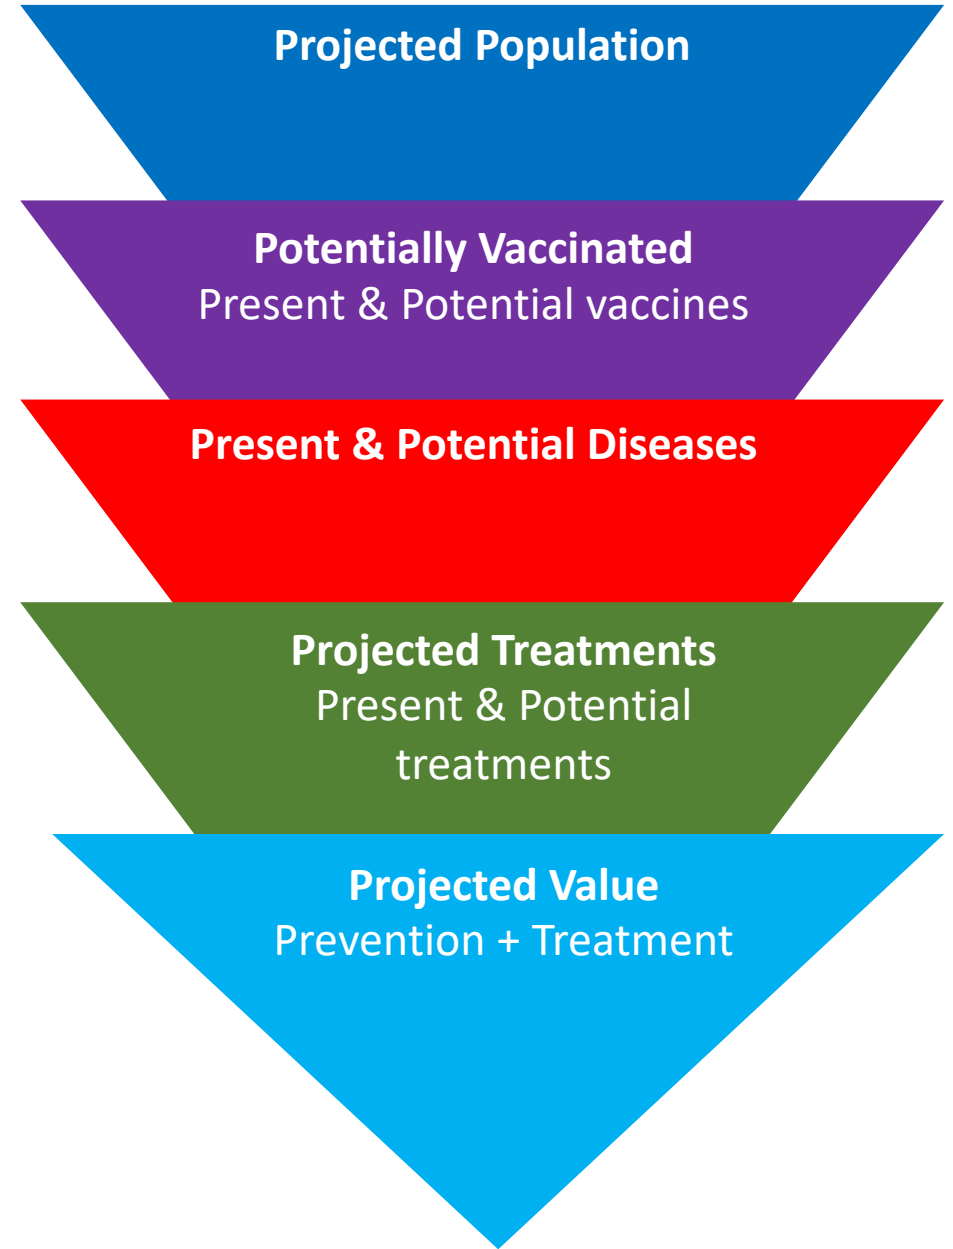 Projected Population
Potentially Vaccinated
Present & Potential vaccines
Present & Potential Diseases
Projected Treatments
Present & Potential
treatments
Projected Value
Prevention + Treatment